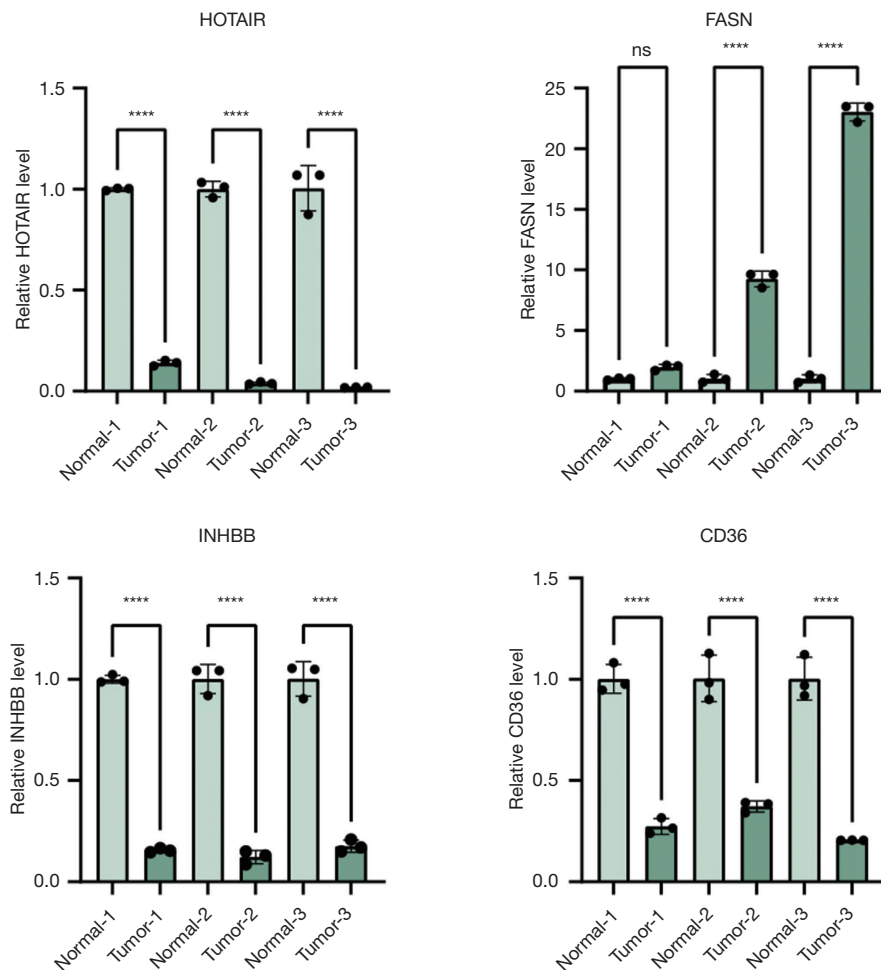 HOTAIR
1.5
1.0
0.5
0.0
Relative HOTAIR level
****
****
****
Normal-1
Tumor-1
Normal-2
Tumor-2
Normal-3
Tumor-3
FASN
25
20
15
10
5
0
Relative FASN level
ns
****
****
Normal-1
Tumor-1
Normal-2
Tumor-2
Normal-3
Tumor-3
INHBB
1.5
1.0
0.5
0.0
Relative INHBB level
****
****
****
Normal-1
Tumor-1
Normal-2
Tumor-2
Normal-3
Tumor-3
CD36
1.5
1.0
0.5
0.0
Relative CD36 level
****
****
****
Normal-1
Tumor-1
Normal-2
Tumor-2
Normal-3
Tumor-3